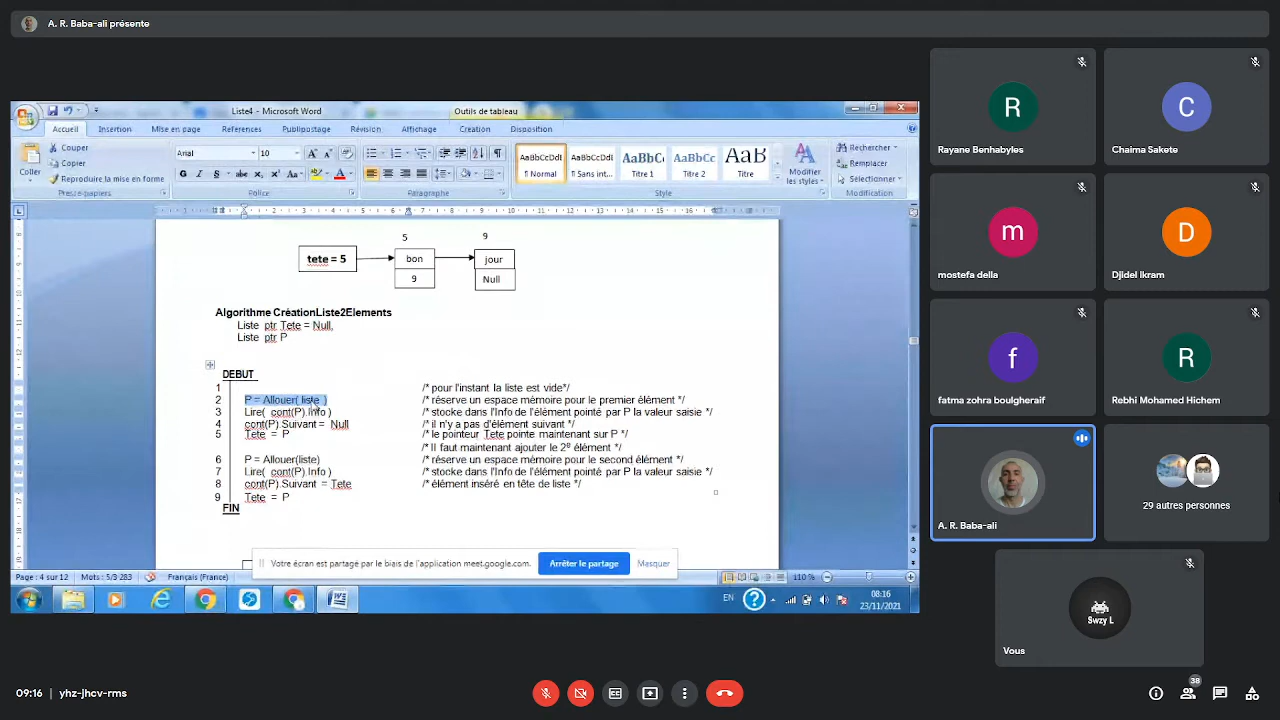 A. R. Baba-ali présente
Liste4 - Microsoft Word
Outils de tableau
Accueil Insertion Mise en page Références Publipostage Révision Affichage Création Disposition
Coller
Couper
Copier
Reproduire la mise en forme
Presse-papiers
Arial 10
G I S abc x₂ x² Aa
Police
Paragraphe
AaBbCcDdI AaBbCcDdI AaBbC AaBbCc AaB
¶ Normal ¶ Sans int... Titre 1 Titre 2 Titre
Modifier les styles
Style
Rechercher
Remplacer
Sélectionner
Modification
5 9
tete = 5 bon jour
9 Null
Algorithme CréationListe2Elements
Liste ptr Tete = Null,
Liste ptr P
DEBUT
1 /* pour l'instant la liste est vide*/
2 P = Allouer( liste ) /* réserve un espace mémoire pour le premier élément */
3 Lire( cont(P).Info ) /* stocke dans l'Info de l'élément pointé par P la valeur saisie */
4 cont(P).Suivant = Null /* il n'y a pas d'élément suivant */
5 Tete = P /* le pointeur Tete pointe maintenant sur P */
/* Il faut maintenant ajouter le 2º élément */
6 P = Allouer(liste) /* réserve un espace mémoire pour le second élément */
7 Lire( cont(P).Info ) /* stocke dans l'Info de l'élément pointé par P la valeur saisie */
8 cont(P).Suivant = Tete /* élément inséré en tête de liste */
9 Tete = P
FIN
Votre écran est partagé par le biais de l'application meet.google.com. Arrêter le partage Masquer
Page : 4 sur 12 Mots : 5/3 283 Français (France) 110 %
EN
08:16
23/11/2021
R
Rayane Benhabyles
C
Chaima Sakete
m
mostefa della
D
Djidel Ikram
f
fatma zohra boulgheraif
R
Rebhi Mohamed Hichem
A. R. Baba-ali
29 autres personnes
Swzy L
Vous
09:16 | yhz-jhcv-rms
38